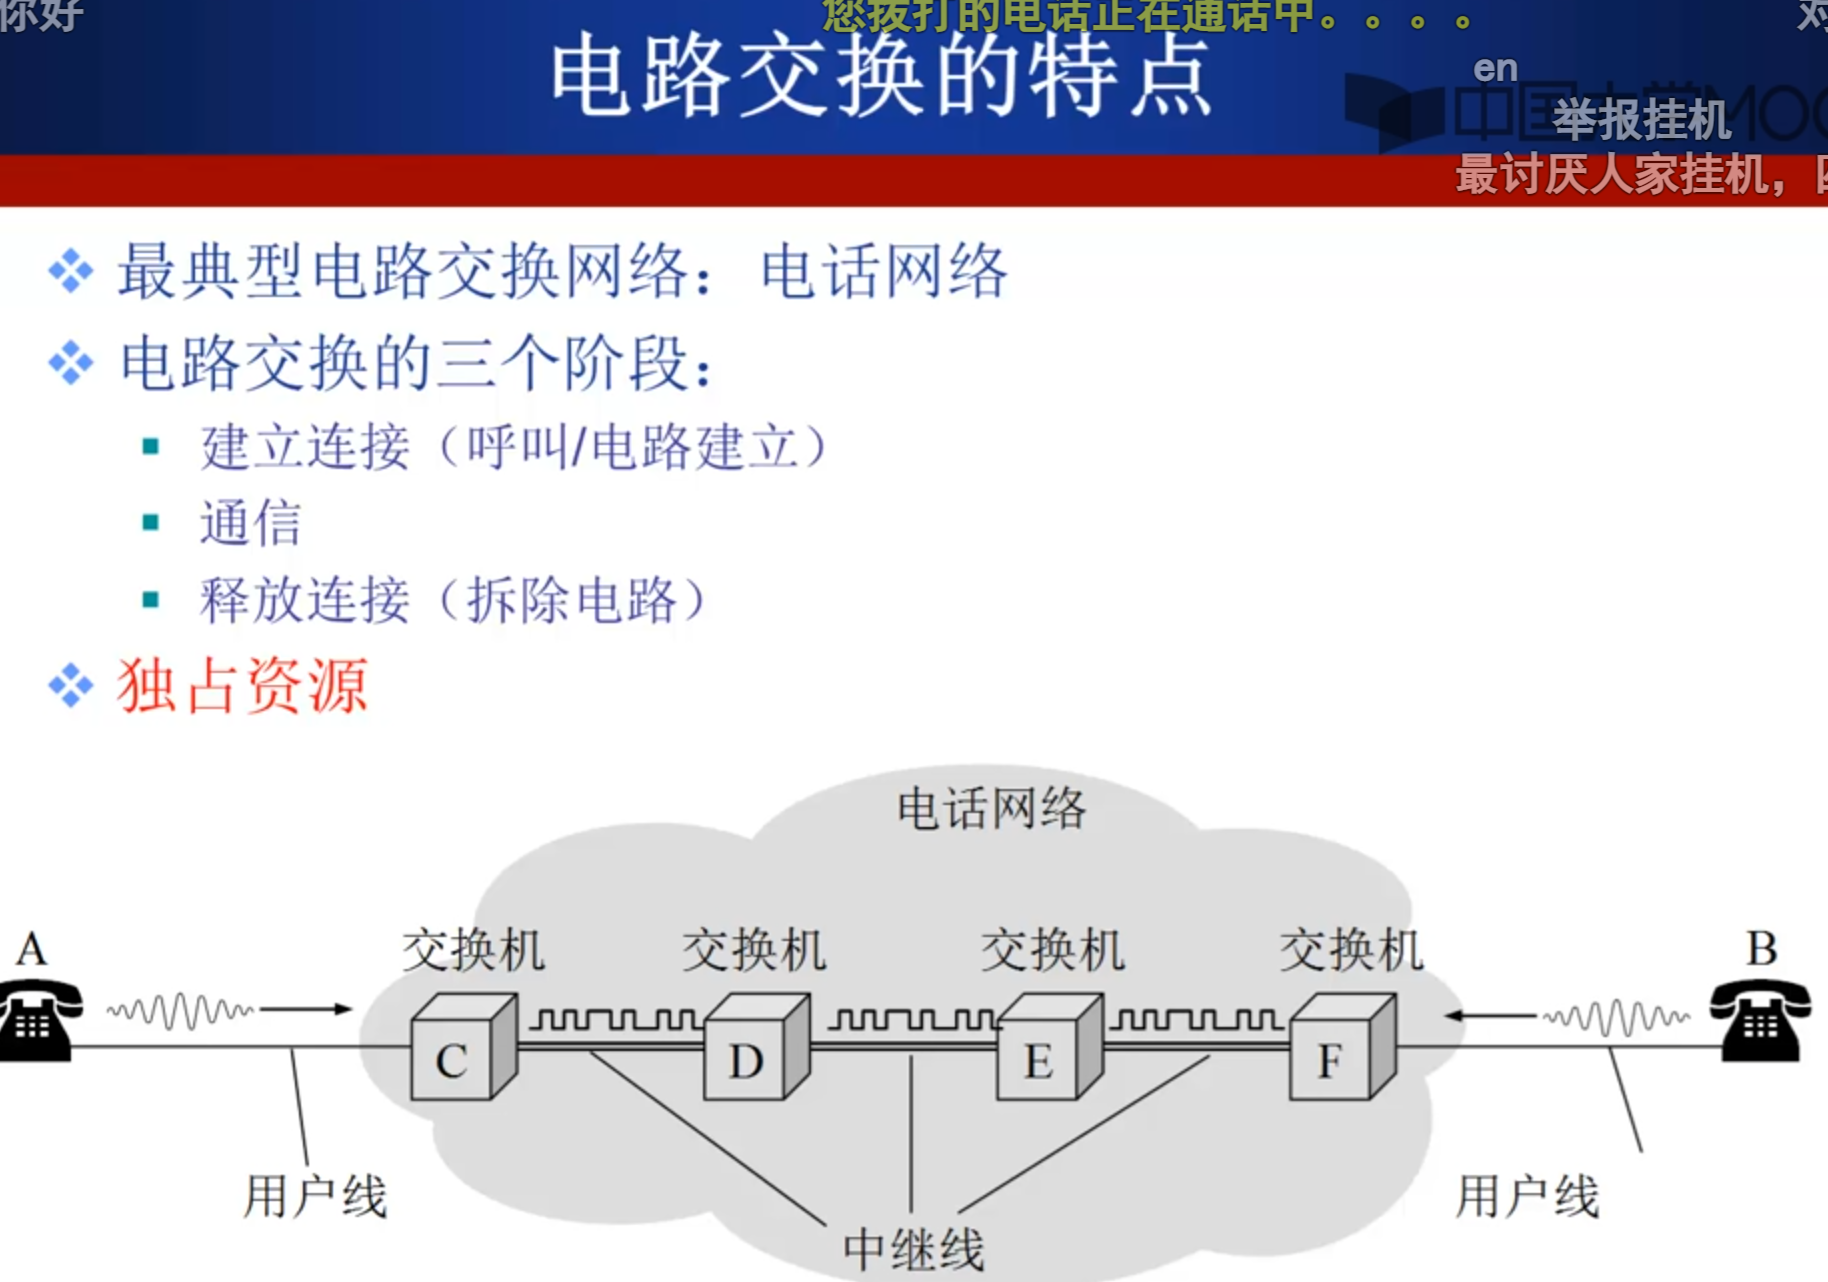 你好
您拨打的电话正在通话中。。。。
电路交换的特点
en
中国大学MOO
举报挂机
最讨厌人家挂机，
最典型电路交换网络：电话网络
电路交换的三个阶段：
建立连接（呼叫/电路建立）
通信
释放连接（拆除电路）
独占资源
电话网络
A
交换机
交换机
交换机
交换机
B
C
D
E
F
用户线
用户线
中继线